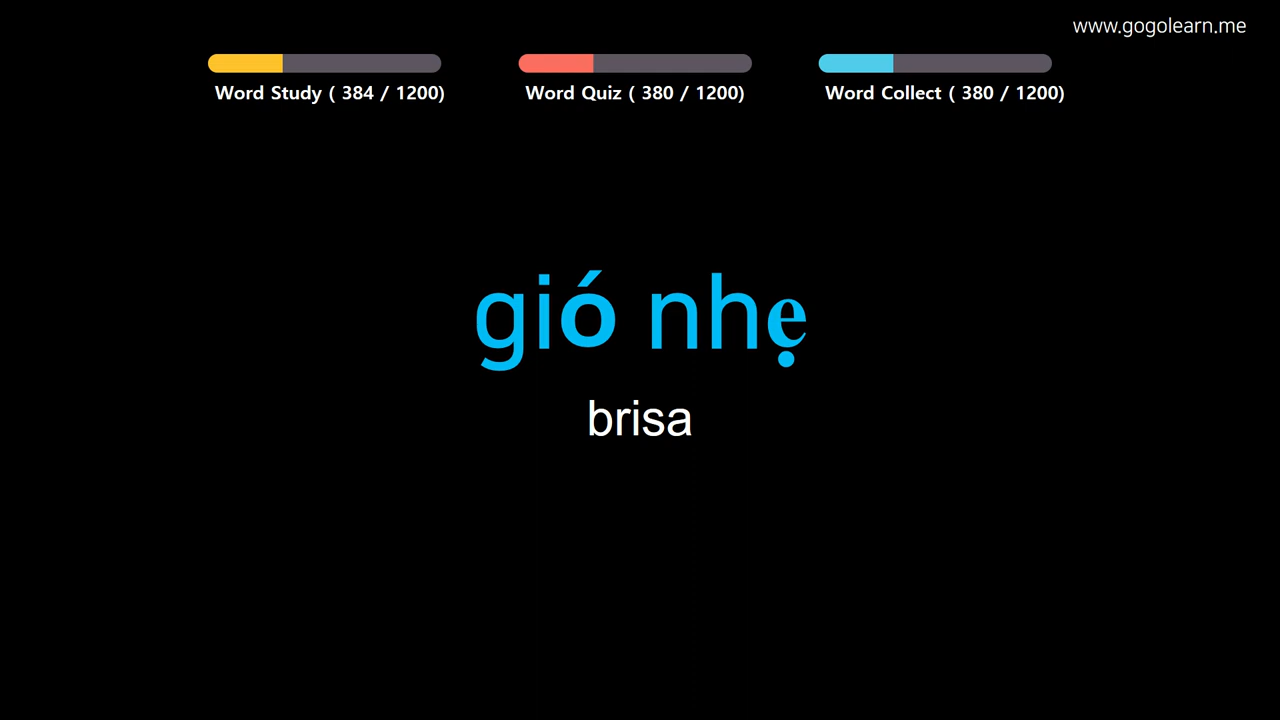 www.gogolearn.me
Word Study ( 384 / 1200)
Word Quiz ( 380 / 1200)
Word Collect ( 380 / 1200)
gió nhẹ
brisa